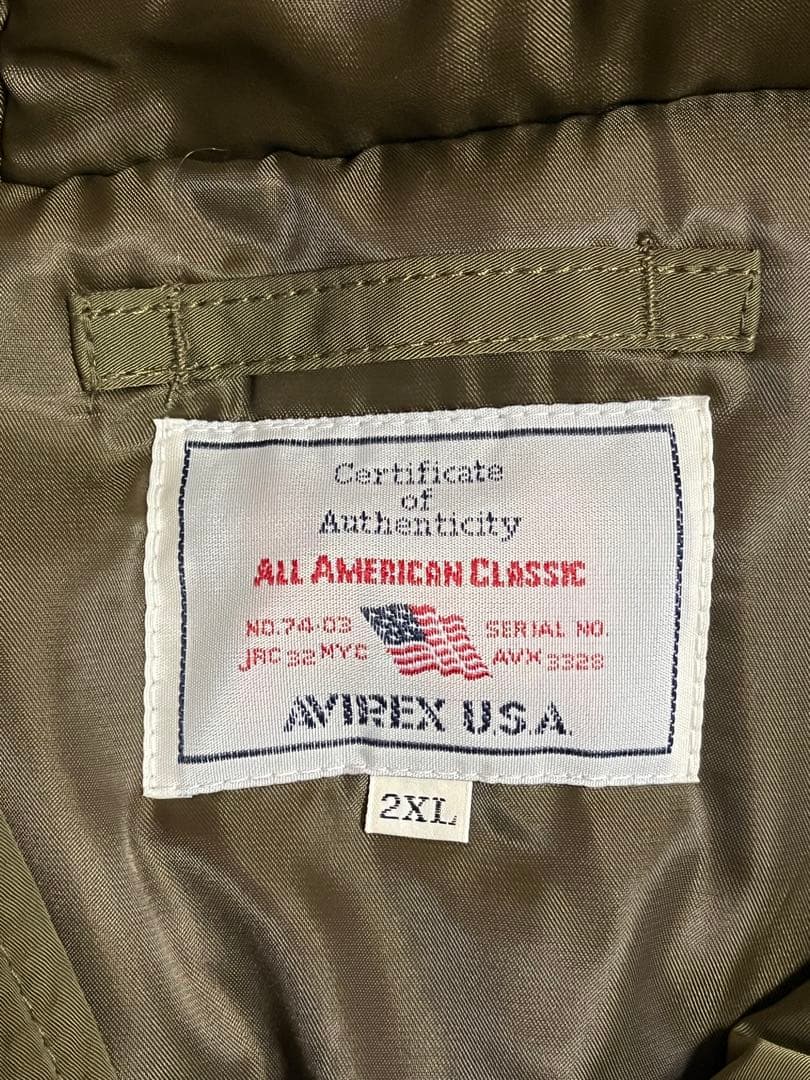 Certificate
of
Authenticity
ALL AMERICAN CLASSIC
NO.74-03 SERIAL NO.
JRC 32 NYC AVX 3328
AVIREX U.S.A.
2XL